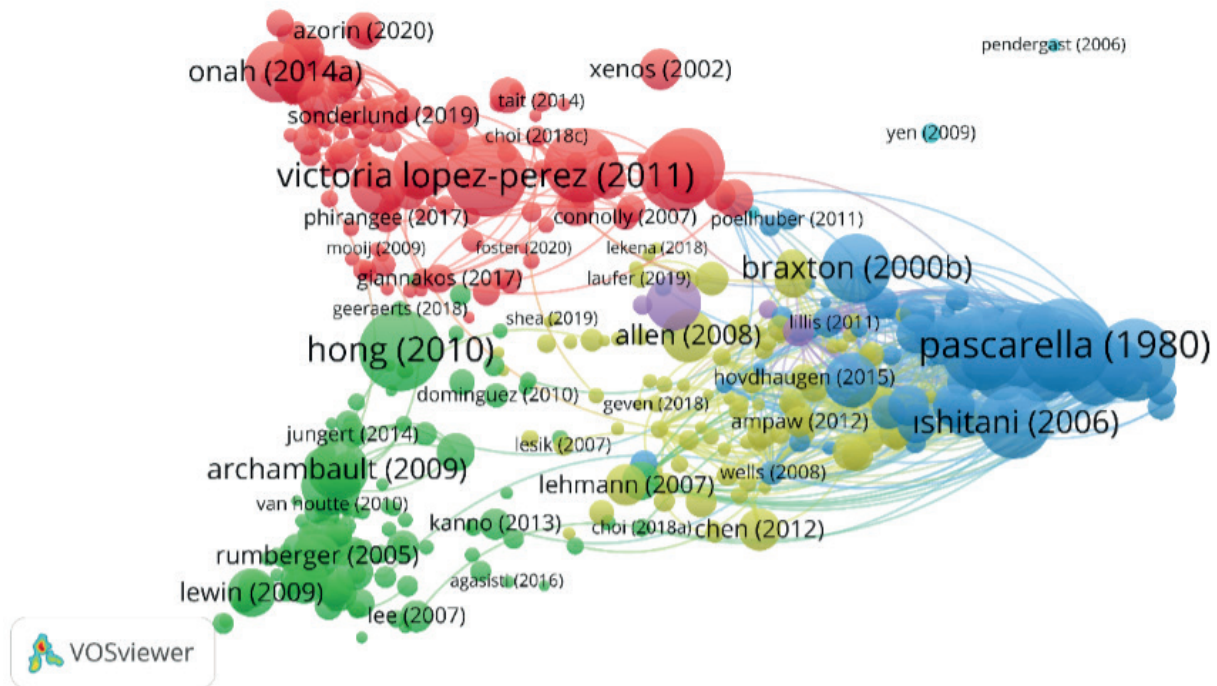 azorin (2020)
pendergast (2006)
onah (2014a)
xenos (2002)
tait (2014)
sonderlund (2019)
choi (2018c)
yen (2009)
victoria lopez-perez (2011)
phirangee (2017)
connolly (2007)
poellhuber (2011)
mooij (2009)
foster (2020)
lekena (2018)
giannakos (2017)
laufer (2019)
braxton (2000b)
geeraerts (2018)
shea (2019)
lillis (2011)
allen (2008)
hong (2010)
pascarella (1980)
hovdhaugen (2015)
dominguez (2010)
geven (2018)
ampaw (2012)
ishitani (2006)
jungert (2014)
lesik (2007)
archambault (2009)
wells (2008)
lehmann (2007)
van houtte (2010)
kanno (2013)
choi (2018a)
chen (2012)
rumberger (2005)
agasisti (2016)
lewin (2009)
lee (2007)
VOSviewer